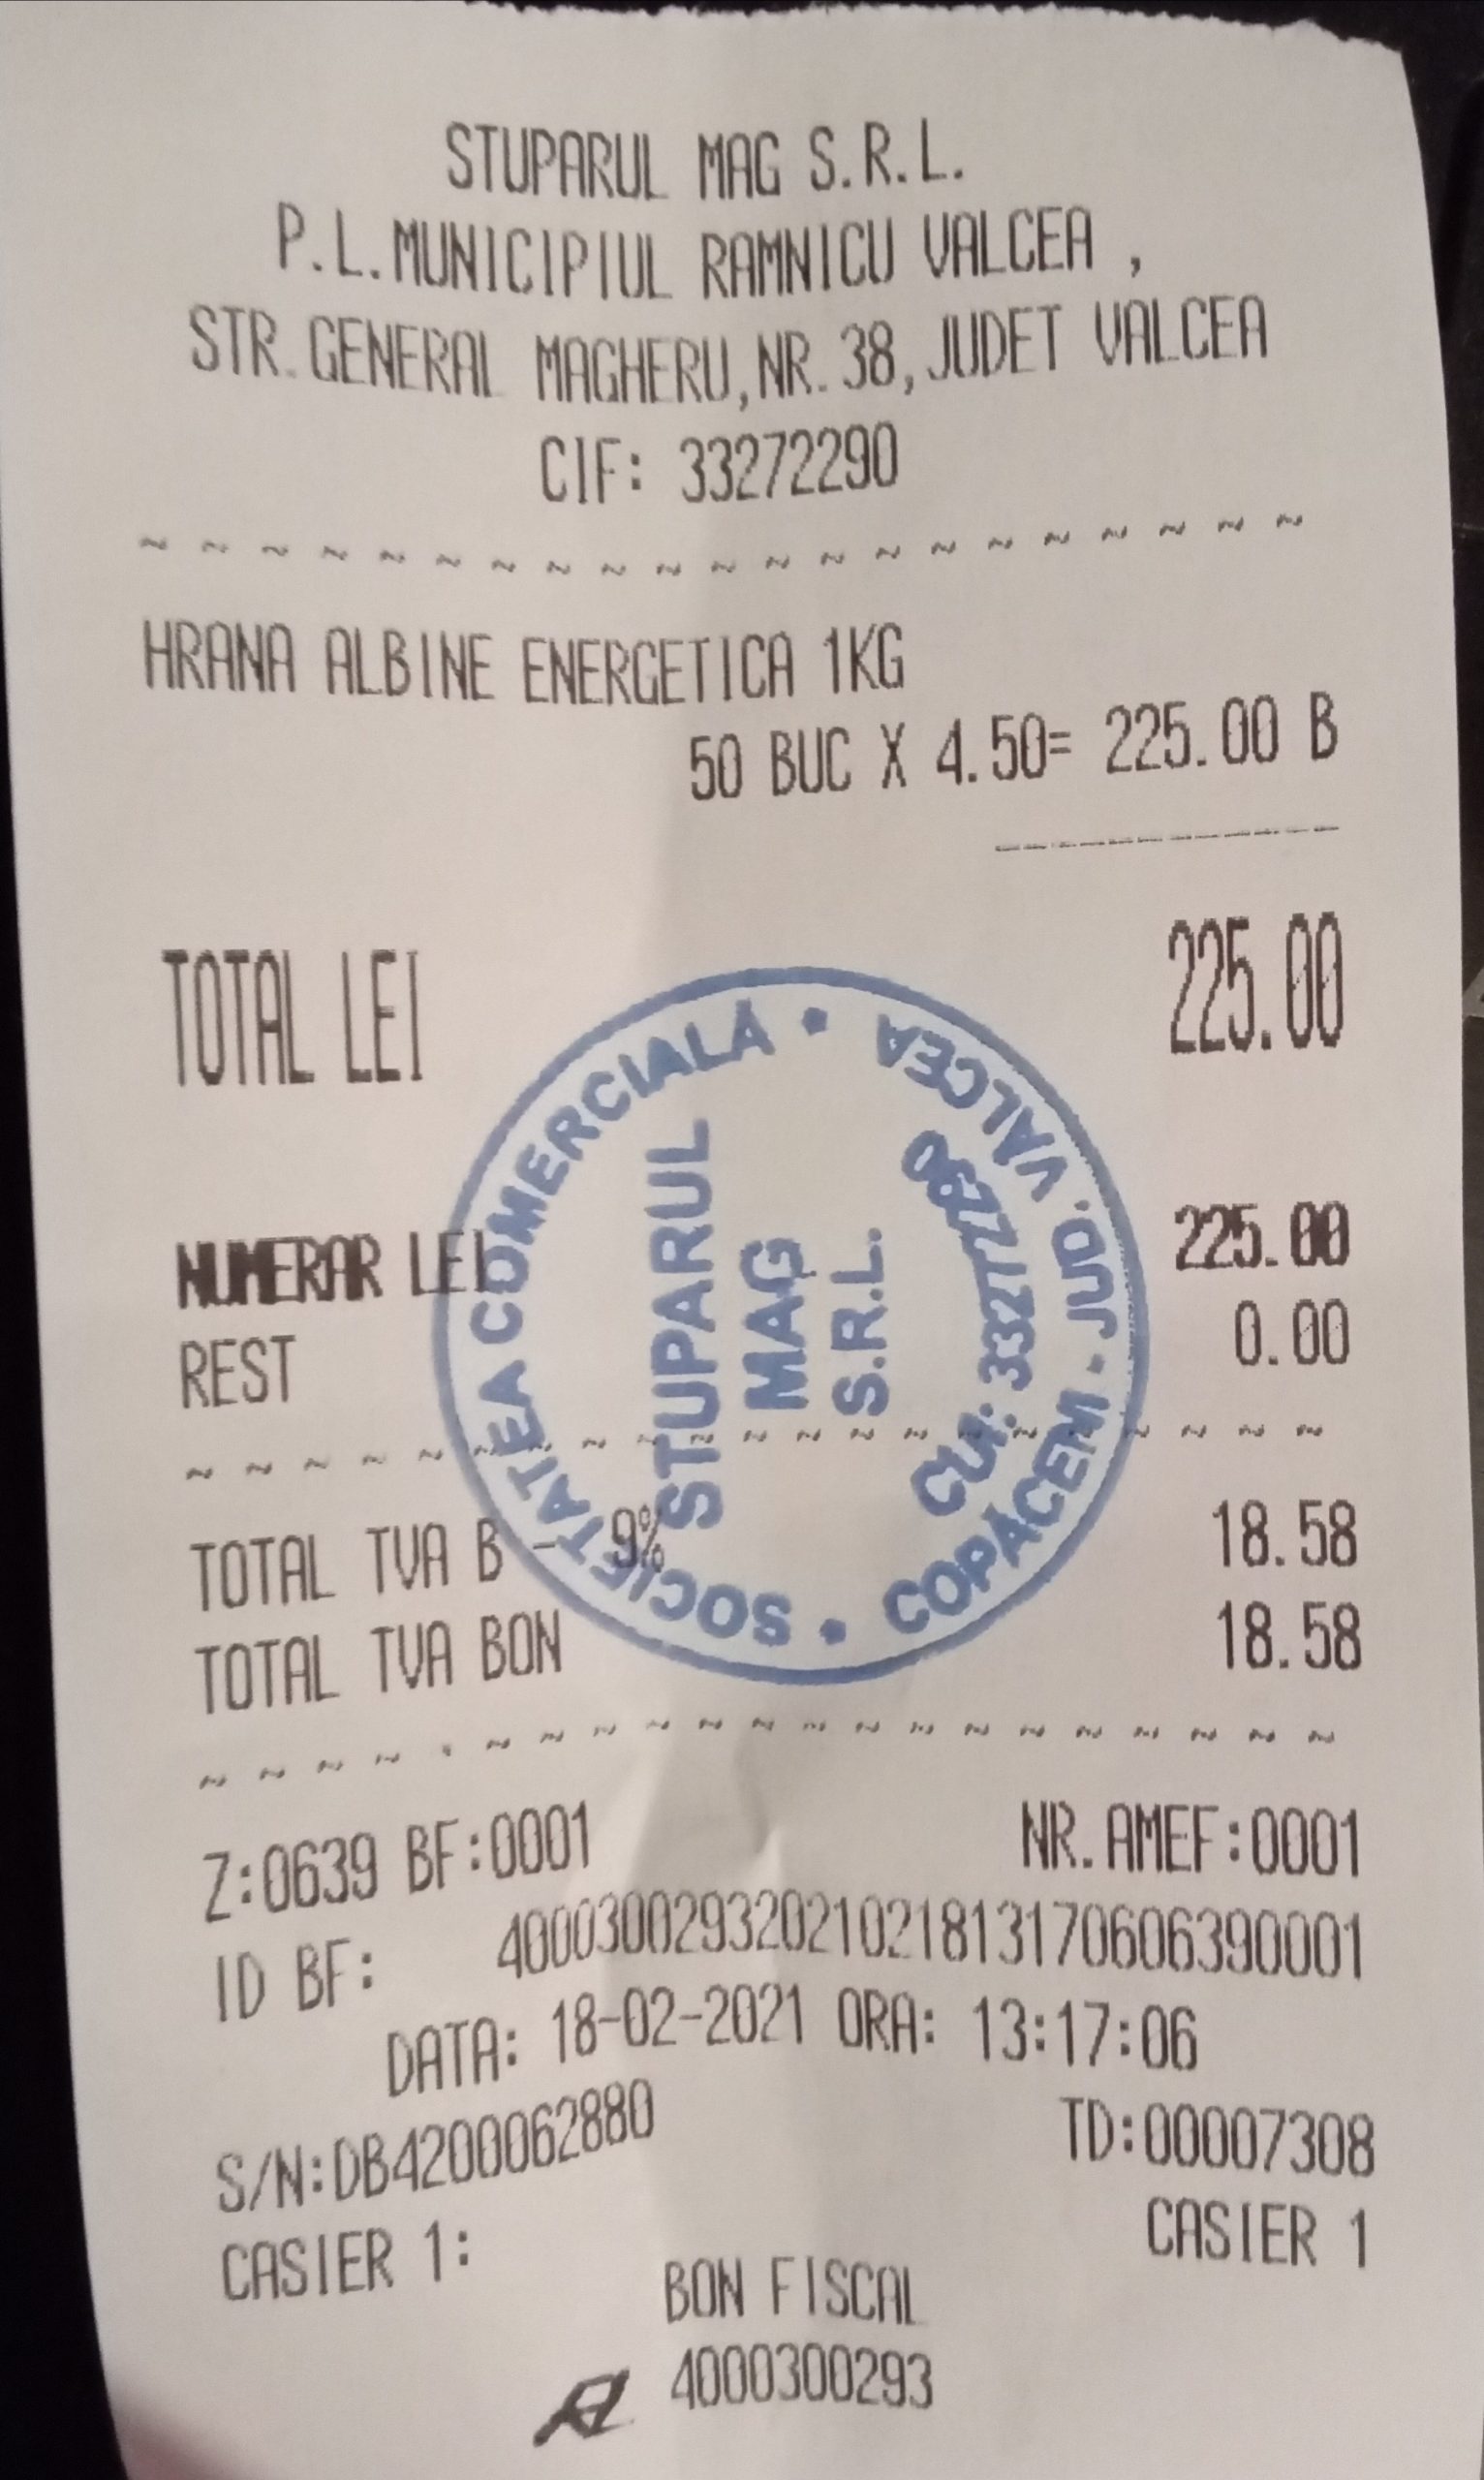 STUPARUL MAG S.R.L.
P.L.MUNICIPIUL RAMNICU VALCEA ,
STR.GENERAL MAGHERU,NR.38,JUDET VALCEA
CIF: 33272290
~ ~ ~ ~ ~ ~ ~ ~ ~ ~ ~ ~ ~ ~ ~ ~ ~ ~ ~ ~ ~
HRANA ALBINE ENERGETICA 1KG
50 BUC X 4.50= 225.00 B
------------
TOTAL LEI 225.00
NUMERAR LEI 225.00
REST 0.00
~ ~ ~ ~ ~ ~ ~ ~ ~ ~ ~ ~ ~ ~ ~ ~ ~ ~ ~ ~ ~
TOTAL TVA B - 9% 18.58
TOTAL TVA BON 18.58
~ ~ ~ ~ ~ ~ ~ ~ ~ ~ ~ ~ ~ ~ ~ ~ ~ ~ ~ ~ ~
Z:0639 BF:0001 NR.AMEF:0001
ID BF: 40003002932021021813170606390001
DATA: 18-02-2021 ORA: 13:17:06
S/N:DB4200062880 TD:00007308
CASIER 1: CASIER 1
BON FISCAL
4000300293
SOCIETATEA COMERCIALA • COPACENI - JUD. VALCEA •
STUPARUL
MAG
S.R.L.
CUI: 33272290